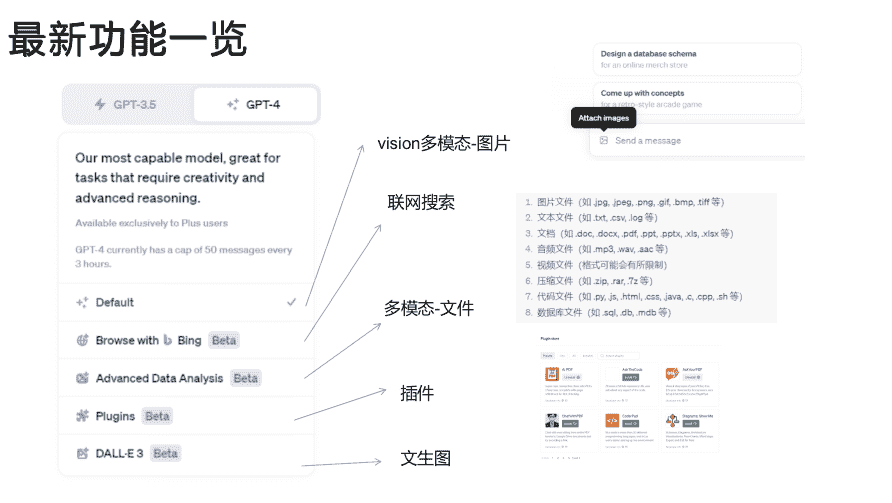 最新功能一览
GPT-3.5
GPT-4
Our most capable model, great for
tasks that require creativity and
advanced reasoning.
Available exclusively to Plus users
GPT-4 currently has a cap of 50 messages every
3 hours.
Default
Browse with Bing Beta
Advanced Data Analysis Beta
Plugins Beta
DALL·E 3 Beta
vision多模态-图片
联网搜索
多模态-文件
插件
文生图
Design a database schema
for an online merch store
Come up with concepts
for a retro-style arcade game
Attach images
Send a message
1. 图片文件（如 .jpg, .jpeg, .png, .gif, .bmp, .tiff 等）
2. 文本文件（如 .txt, .csv, .log 等）
3. 文档（如 .doc, .docx, .pdf, .ppt, .pptx, .xls, .xlsx 等）
4. 音频文件（如 .mp3, .wav, .aac 等）
5. 视频文件（格式可能会有所限制）
6. 压缩文件（如 .zip, .rar, .7z 等）
7. 代码文件（如 .py, .js, .html, .css, .java, .c, .cpp, .sh 等）
8. 数据库文件（如 .sql, .db, .mdb 等）
Plugin store